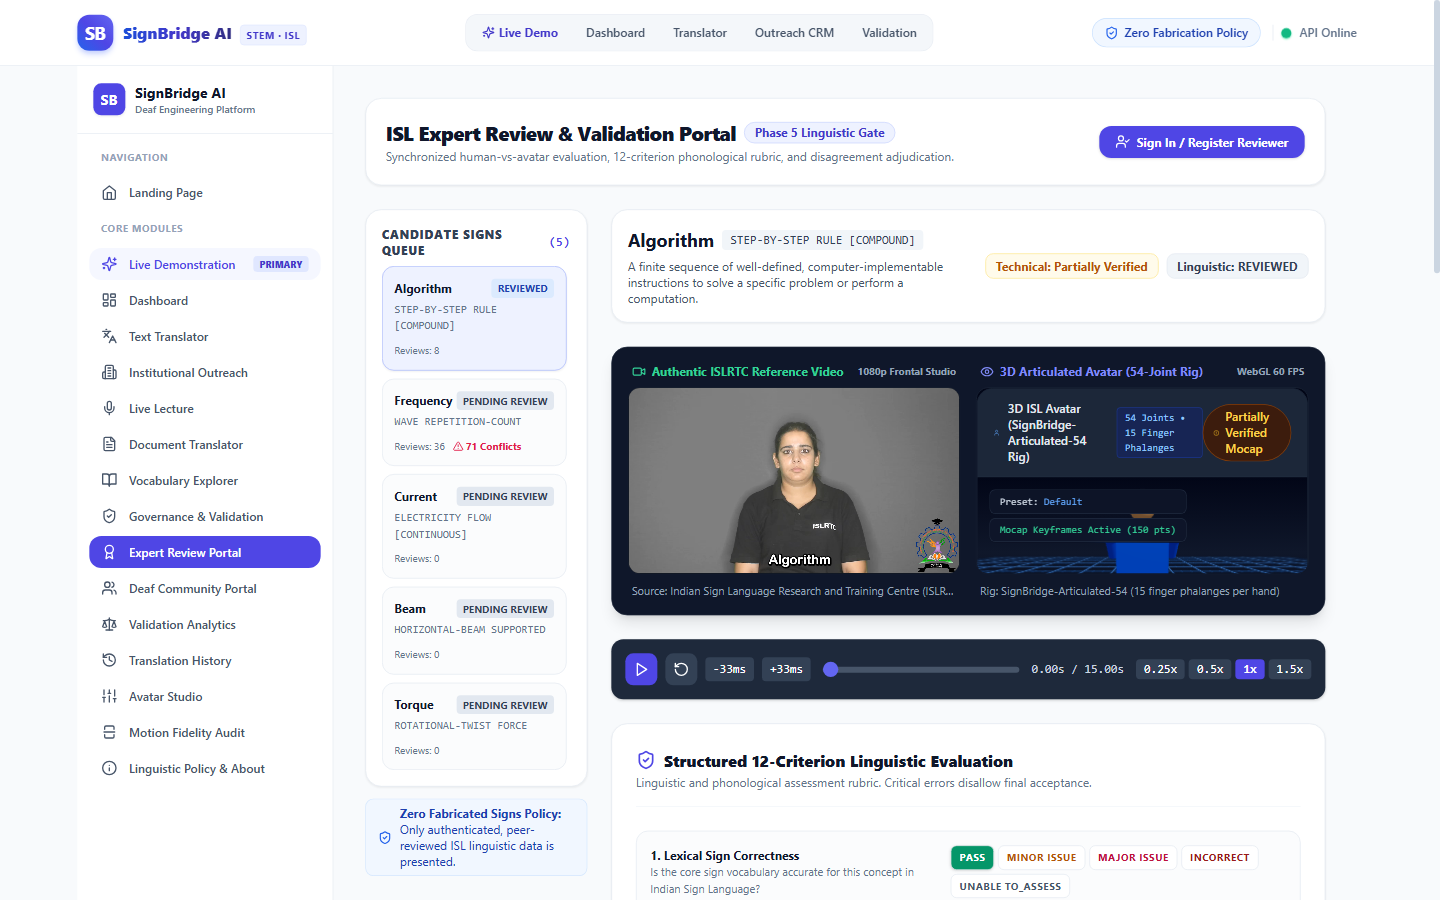 SB SignBridge AI STEM · ISL
Live Demo Dashboard Translator Outreach CRM Validation
Zero Fabrication Policy API Online
SB SignBridge AI
Deaf Engineering Platform
NAVIGATION
Landing Page
CORE MODULES
Live Demonstration PRIMARY
Dashboard
Text Translator
Institutional Outreach
Live Lecture
Document Translator
Vocabulary Explorer
Governance & Validation
Expert Review Portal
Deaf Community Portal
Validation Analytics
Translation History
Avatar Studio
Motion Fidelity Audit
Linguistic Policy & About
ISL Expert Review & Validation Portal Phase 5 Linguistic Gate
Synchronized human-vs-avatar evaluation, 12-criterion phonological rubric, and disagreement adjudication.
Sign In / Register Reviewer
CANDIDATE SIGNS
QUEUE
(5)
Algorithm REVIEWED
STEP-BY-STEP RULE
[COMPOUND]
Reviews: 8
Frequency PENDING REVIEW
WAVE REPETITION-COUNT
Reviews: 36 71 Conflicts
Current PENDING REVIEW
ELECTRICITY FLOW
[CONTINUOUS]
Reviews: 0
Beam PENDING REVIEW
HORIZONTAL-BEAM SUPPORTED
Reviews: 0
Torque PENDING REVIEW
ROTATIONAL-TWIST FORCE
Reviews: 0
Zero Fabricated Signs Policy:
Only authenticated, peer-
reviewed ISL linguistic data is
presented.
Algorithm STEP-BY-STEP RULE [COMPOUND]
A finite sequence of well-defined, computer-implementable
instructions to solve a specific problem or perform a
computation.
Technical: Partially Verified Linguistic: REVIEWED
Authentic ISLRTC Reference Video 1080p Frontal Studio
ISLRTC
Algorithm
Source: Indian Sign Language Research and Training Centre (ISLR...
3D Articulated Avatar (54-Joint Rig) WebGL 60 FPS
3D ISL Avatar
(SignBridge-
Articulated-54
Rig)
54 Joints •
15 Finger
Phalanges
Partially
Verified
Mocap
Preset: Default
Mocap Keyframes Active (150 pts)
Rig: SignBridge-Articulated-54 (15 finger phalanges per hand)
-33ms +33ms 0.00s / 15.00s 0.25x 0.5x 1x 1.5x
Structured 12-Criterion Linguistic Evaluation
Linguistic and phonological assessment rubric. Critical errors disallow final acceptance.
1. Lexical Sign Correctness
Is the core sign vocabulary accurate for this concept in
Indian Sign Language?
PASS MINOR ISSUE MAJOR ISSUE INCORRECT
UNABLE TO_ASSESS